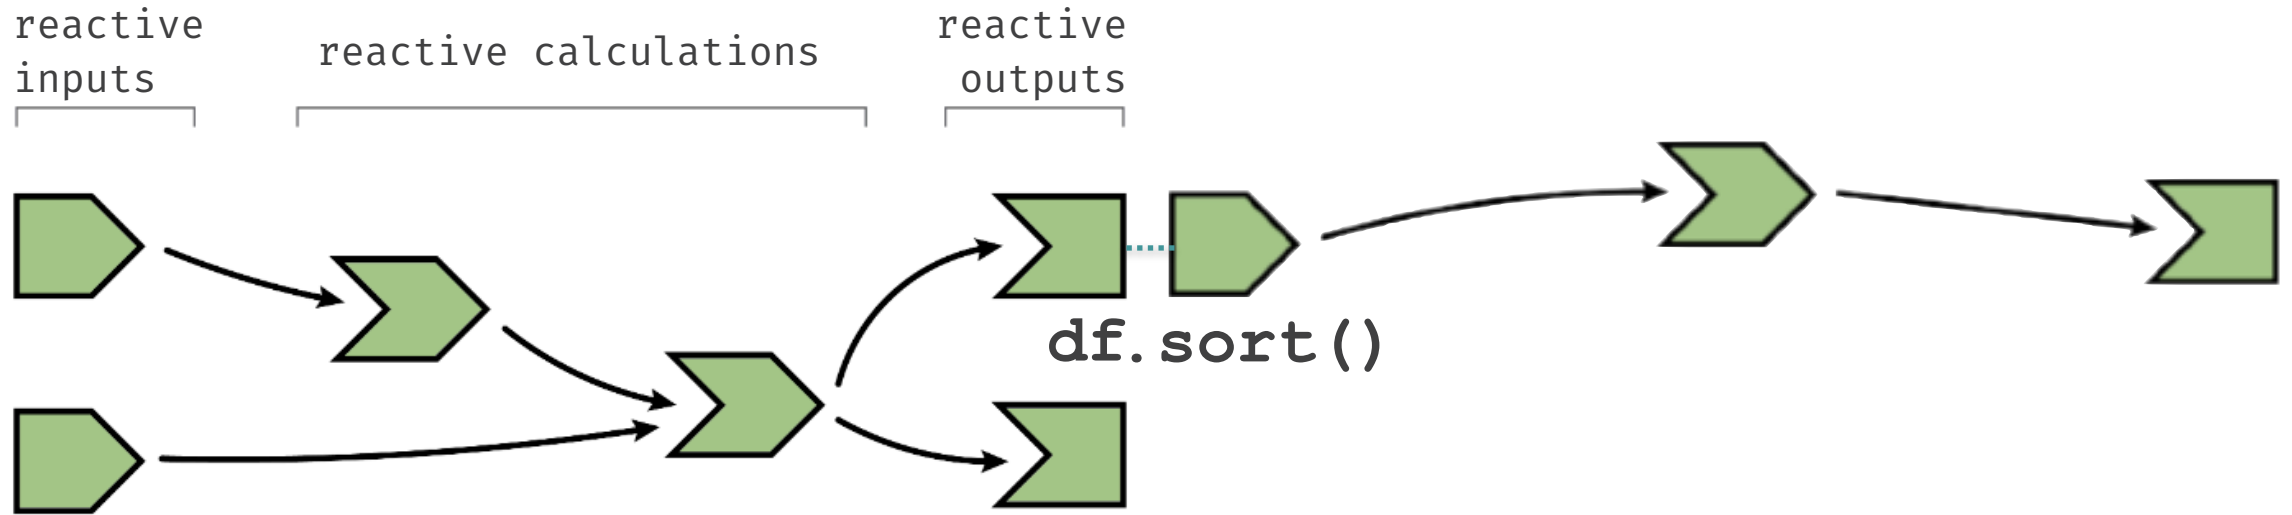 reactive
inputs
reactive calculations
reactive
outputs
df.sort()